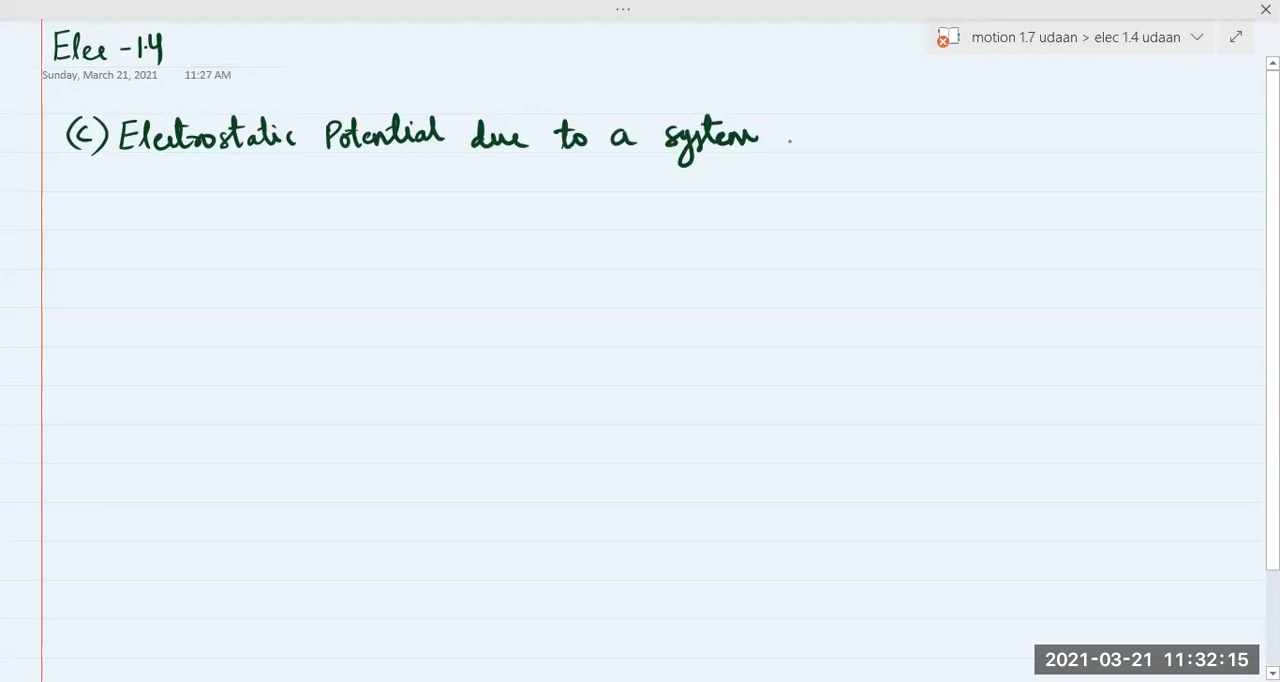 ...
Elec - 1.4
motion 1.7 udaan > elec 1.4 udaan
Sunday, March 21, 2021 11:27 AM
(C) Electrostatic Potential due to a system
2021-03-21 11:32:15